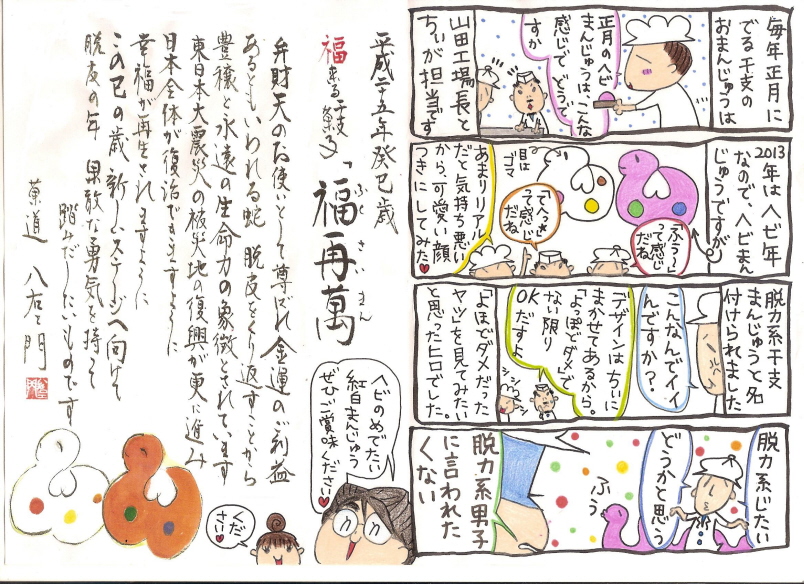 毎年正月に
でる干支の
おまんじゅうは
正月のヘビ
まんじゅうは、こんな
感じで どうで
すか
山田工場長と
ちぃが担当です
2013年はヘビ年
なので、ヘビまん
じゅうですが
「ふぅ〜」
って感じ
だね
てへっ
って感じ
だね
目は
ゴマ
あまりリアル
だと気持ち悪い
から、可愛い顔
つきにしてみた
脱力系干支
まんじゅうと名
付けられました
こんなんでイイ
んですか?
デザインはちぃに
まかせてあるから。
「よっぽどダメ」で
ない限り
OKだすよ
「よほどダメだった
ヤツ」を見てみたい
と思ったヒロでした。
脱力系じたい
どうかと思う
ふぅ
脱力系男子
に言われた
くない
平成二十五年癸巳歳
福来る干支菓子「福再萬
ふく さい まん
弁財天のお使いとして尊ばれ金運のご利益
あるともいわれる蛇 脱皮をくり返すことから
豊穣と永遠の生命力の象徴とされています
東日本大震災の被災地の復興が更に進み
日本全体が復活できますように
幸福が再生されますように
この巳の歳 新しいステージへ向けて
脱皮の年 果敢な勇気を持って
踏みだしたいものです
菓道 八右ェ門
ヘビのめでたい
紅白まんじゅう
ぜひご賞味ください
くだ
さい